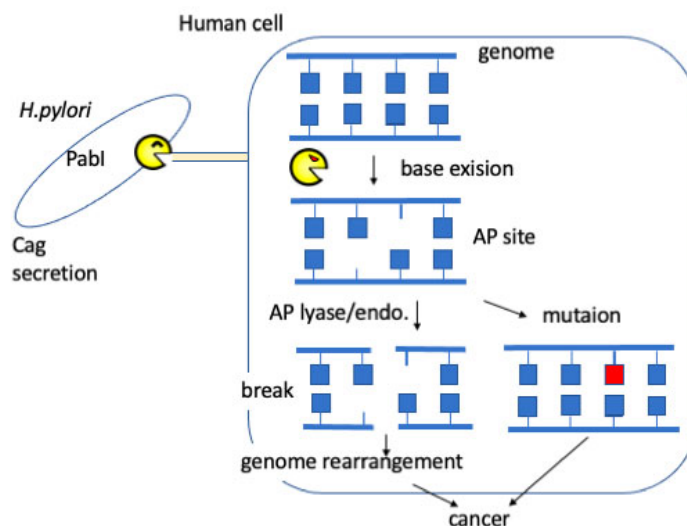 Human cell
genome
H.pylori
PabI
base exision
Cag
secretion
AP site
AP lyase/endo.
mutaion
break
genome rearrangement
cancer